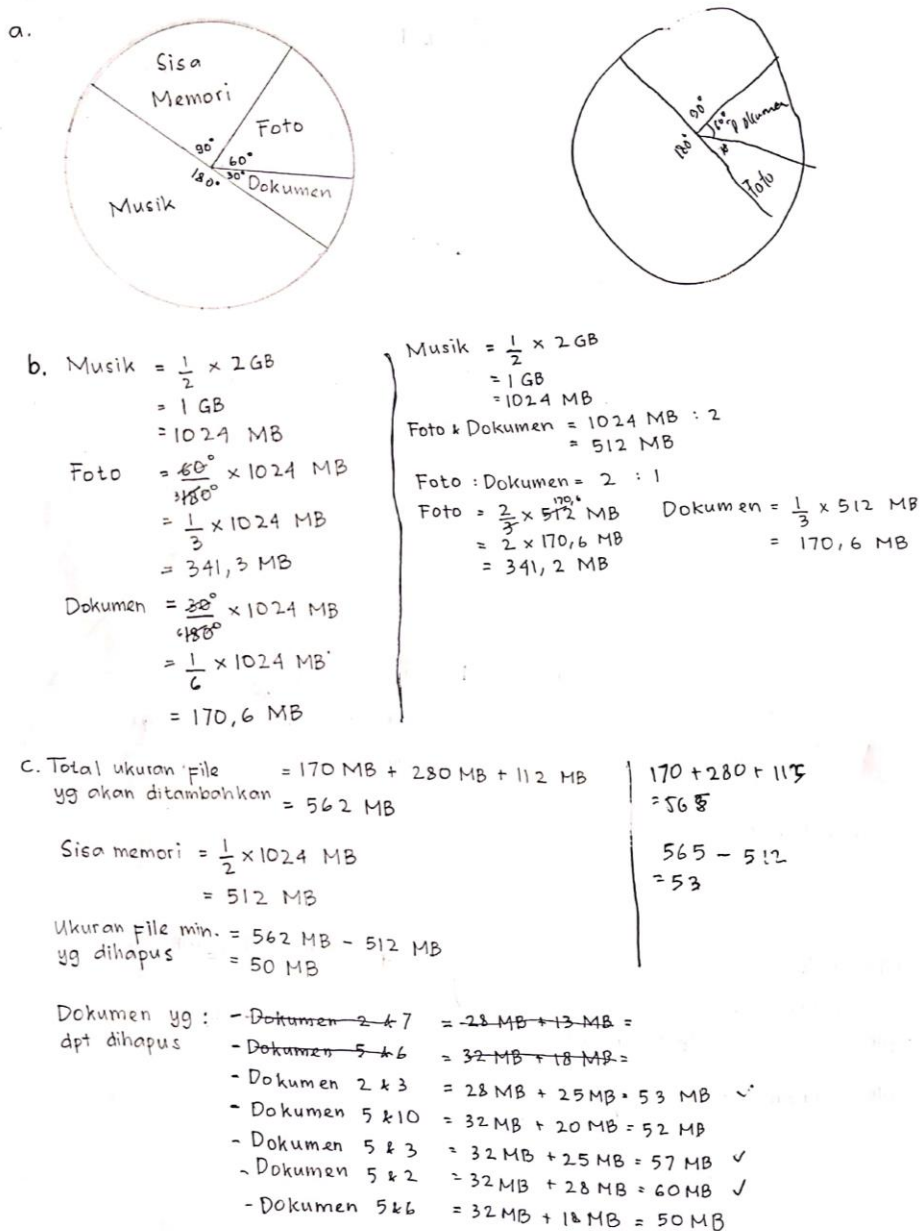 a.
Sisa
Memori
Foto
90°
60°
180°
30°
Dokumen
Musik
90°
60°
Dokumen
180°
Foto
b. Musik = 1/2 × 2 GB
= 1 GB
= 1024 MB
Foto = 60°/180° × 1024 MB
3
= 1/3 × 1024 MB
= 341,3 MB
Dokumen = 30°/180° × 1024 MB
6
= 1/6 × 1024 MB
= 170,6 MB
Musik = 1/2 × 2 GB
= 1 GB
= 1024 MB
Foto & Dokumen = 1024 MB : 2
= 512 MB
Foto : Dokumen = 2 : 1
170,6
Foto = 2/3 × 512 MB
= 2 × 170,6 MB
= 341,2 MB
Dokumen = 1/3 × 512 MB
= 170,6 MB
c. Total ukuran file = 170 MB + 280 MB + 112 MB
yg akan ditambahkan = 562 MB
Sisa memori = 1/2 × 1024 MB
= 512 MB
Ukuran file min. = 562 MB - 512 MB
yg dihapus = 50 MB
170 + 280 + 115
= 565
565 - 512
= 53
Dokumen yg : - Dokumen 2 & 7 = 28 MB + 13 MB =
dpt dihapus - Dokumen 5 & 6 = 32 MB + 18 MB =
- Dokumen 2 & 3 = 28 MB + 25 MB = 53 MB ✓
- Dokumen 5 & 10 = 32 MB + 20 MB = 52 MB
- Dokumen 5 & 3 = 32 MB + 25 MB = 57 MB ✓
- Dokumen 5 & 2 = 32 MB + 28 MB = 60 MB ✓
- Dokumen 5 & 6 = 32 MB + 18 MB = 50 MB